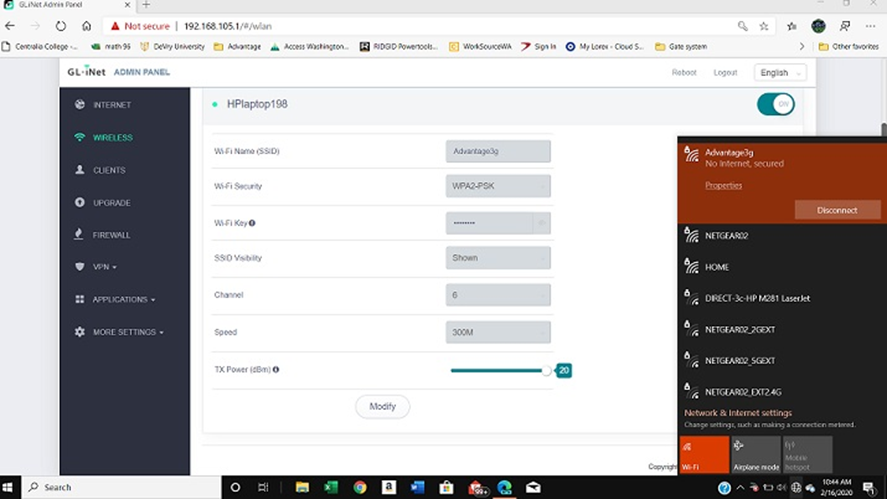 GL.iNet Admin Panel
Not secure | 192.168.105.1/#/wlan
Centralia College -...
math 96
DeVry University
Advantage
Access Washington...
RIDGID Powertools...
WorkSourceWA
Sign In
My Lorex - Cloud S...
Gate system
Other favorites
GL·iNet ADMIN PANEL
Reboot
Logout
English
INTERNET
WIRELESS
CLIENTS
UPGRADE
FIREWALL
VPN
APPLICATIONS
MORE SETTINGS
HPlaptop198
ON
Wi-Fi Name (SSID)
Advantage3g
Wi-Fi Security
WPA2-PSK
Wi-Fi Key
SSID Visibility
Shown
Channel
6
Speed
300M
TX Power (dBm)
20
Modify
Copyright
Advantage3g
No Internet, secured
Properties
Disconnect
NETGEAR02
HOME
DIRECT-3c-HP M281 LaserJet
NETGEAR02_2GEXT
NETGEAR02_5GEXT
NETGEAR02_EXT2.4G
Network & Internet settings
Change settings, such as making a connection metered.
Wi-Fi
Airplane mode
Mobile
hotspot
Search
99+
10:44 AM
2/16/2020